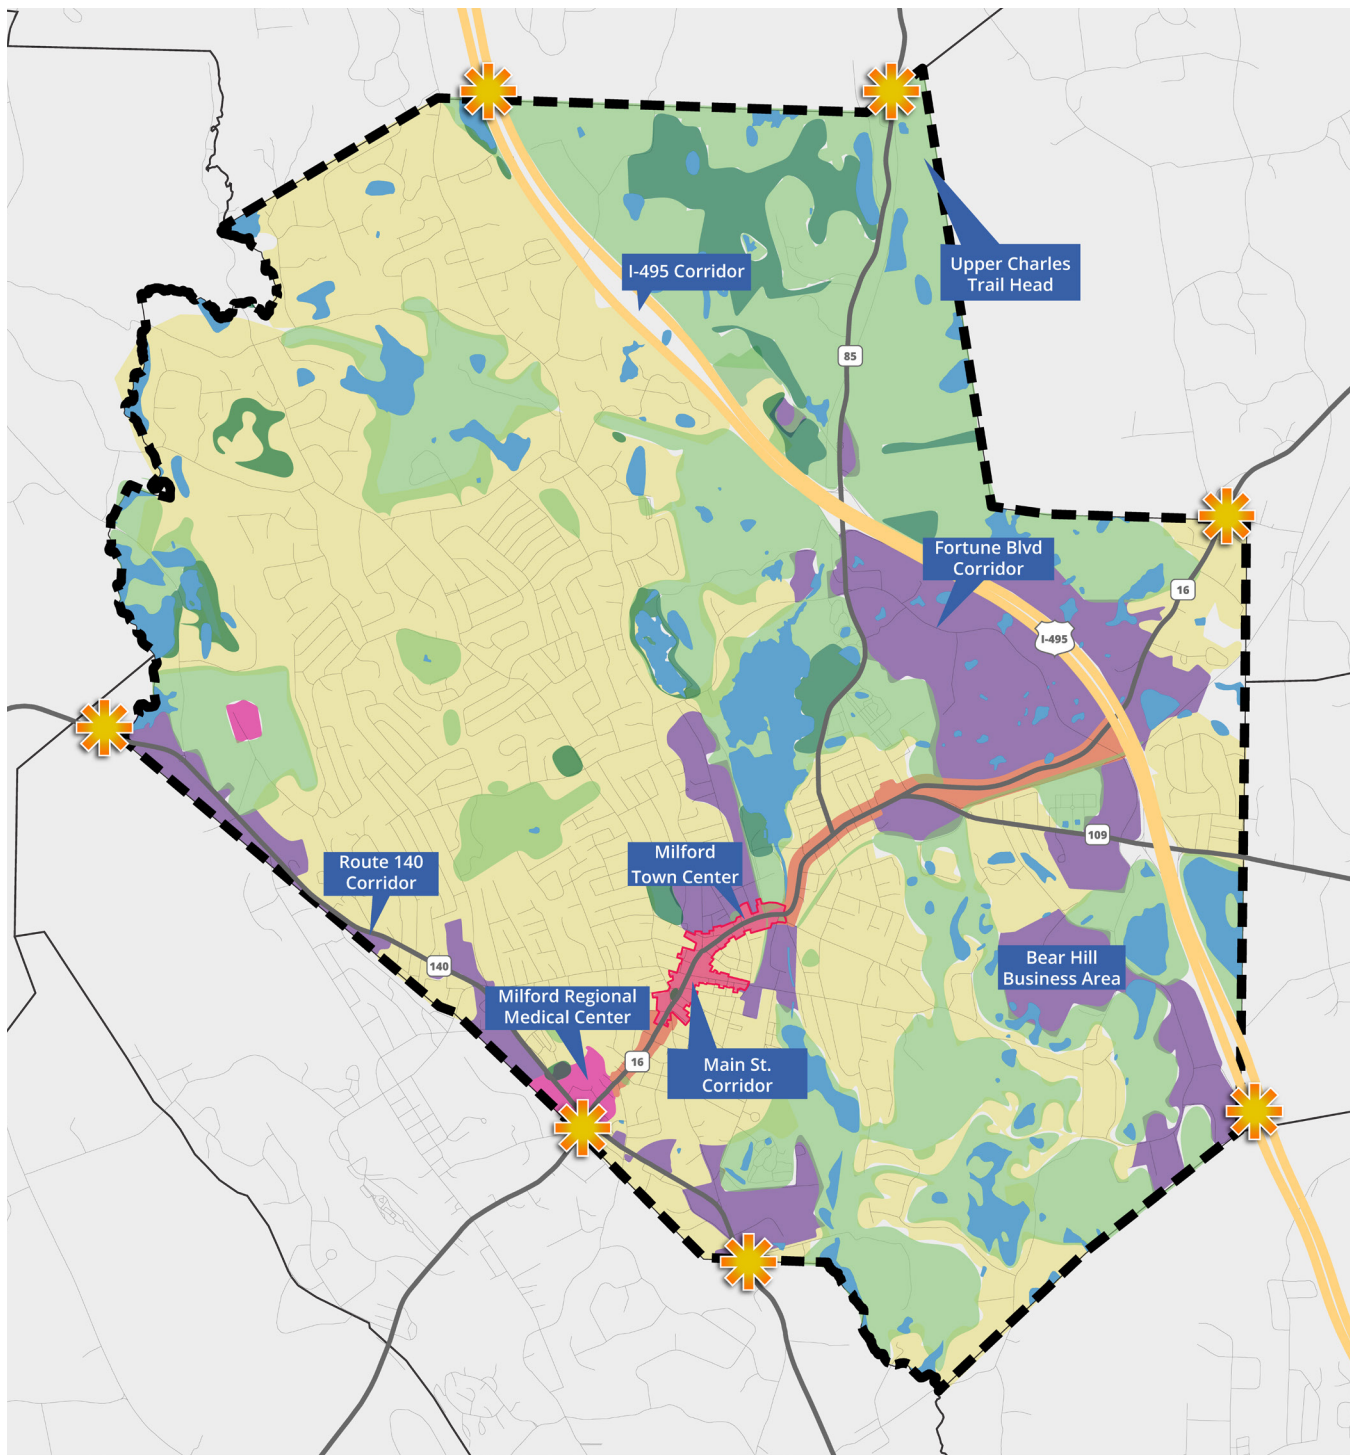 I-495 Corridor
Upper Charles
Trail Head
85
Fortune Blvd
Corridor
16
I-495
109
Milford
Town Center
Route 140
Corridor
140
Bear Hill
Business Area
Milford Regional
Medical Center
16
Main St.
Corridor